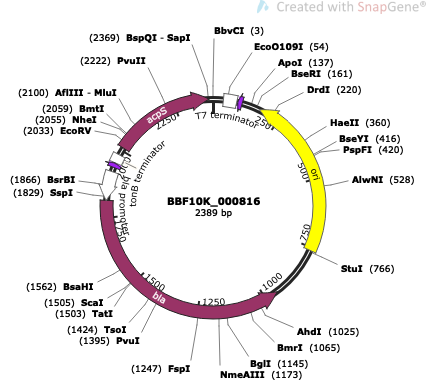 Created with SnapGene®
(2369) BspQI - SapI
BbvCI (3)
EcoO109I (54)
(2222) PvuII
ApoI (137)
BseRI (161)
DrdI (220)
(2100) AflIII - MluI
(2059) BmtI
(2055) NheI
(2033) EcoRV
HaeII (360)
BseYI (416)
PspFI (420)
AlwNI (528)
(1866) BsrBI
(1829) SspI
acpS
2250
T7 terminator
250
ori
500
tonB terminator
bla promoter
BBF10K_000816
2389 bp
750
StuI (766)
(1562) BsaHI
(1505) ScaI
(1503) TatI
(1424) TsoI
(1395) PvuI
1500
bla
1250
1000
AhdI (1025)
BmrI (1065)
BglI (1145)
NmeAIII (1173)
(1247) FspI